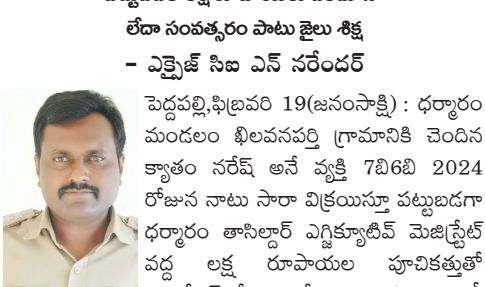 లేదా సంవత్సరం పాటు జైలు శిక్ష
- ఎక్సైజ్ సిఐ ఎన్ నరేందర్
పెద్దపల్లి,ఫిబ్రవరి 19(జనంసాక్షి) : ధర్మారం
మండలం ఖిలవనపర్తి గ్రామానికి చెందిన
క్యాతం నరేష్ అనే వ్యక్తి 7బి6బి 2024
రోజున నాటు సారా విక్రయిస్తూ పట్టుబడగా
ధర్మారం తాసిల్దార్ ఎగ్జిక్యూటివ్ మెజిస్ట్రేట్
వద్ద లక్ష రూపాయల పూచికత్తుతో